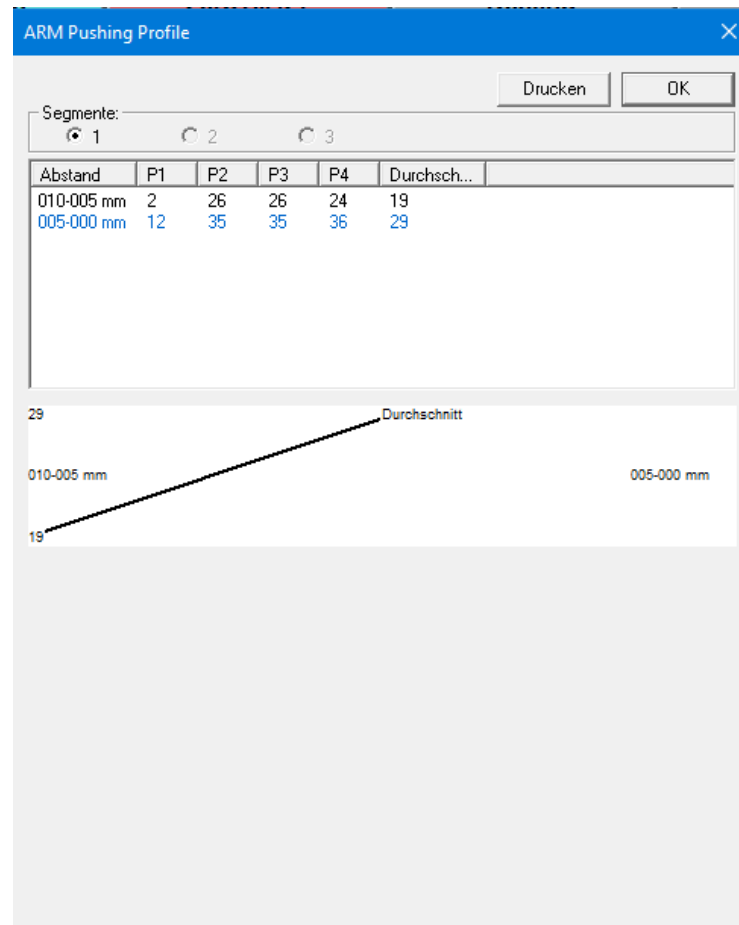 ARM Pushing Profile
Drucken OK
Segmente:
1 2 3
Abstand P1 P2 P3 P4 Durchsch...
010-005 mm 2 26 26 24 19
005-000 mm 12 35 35 36 29
29 Durchschnitt
010-005 mm 005-000 mm
19